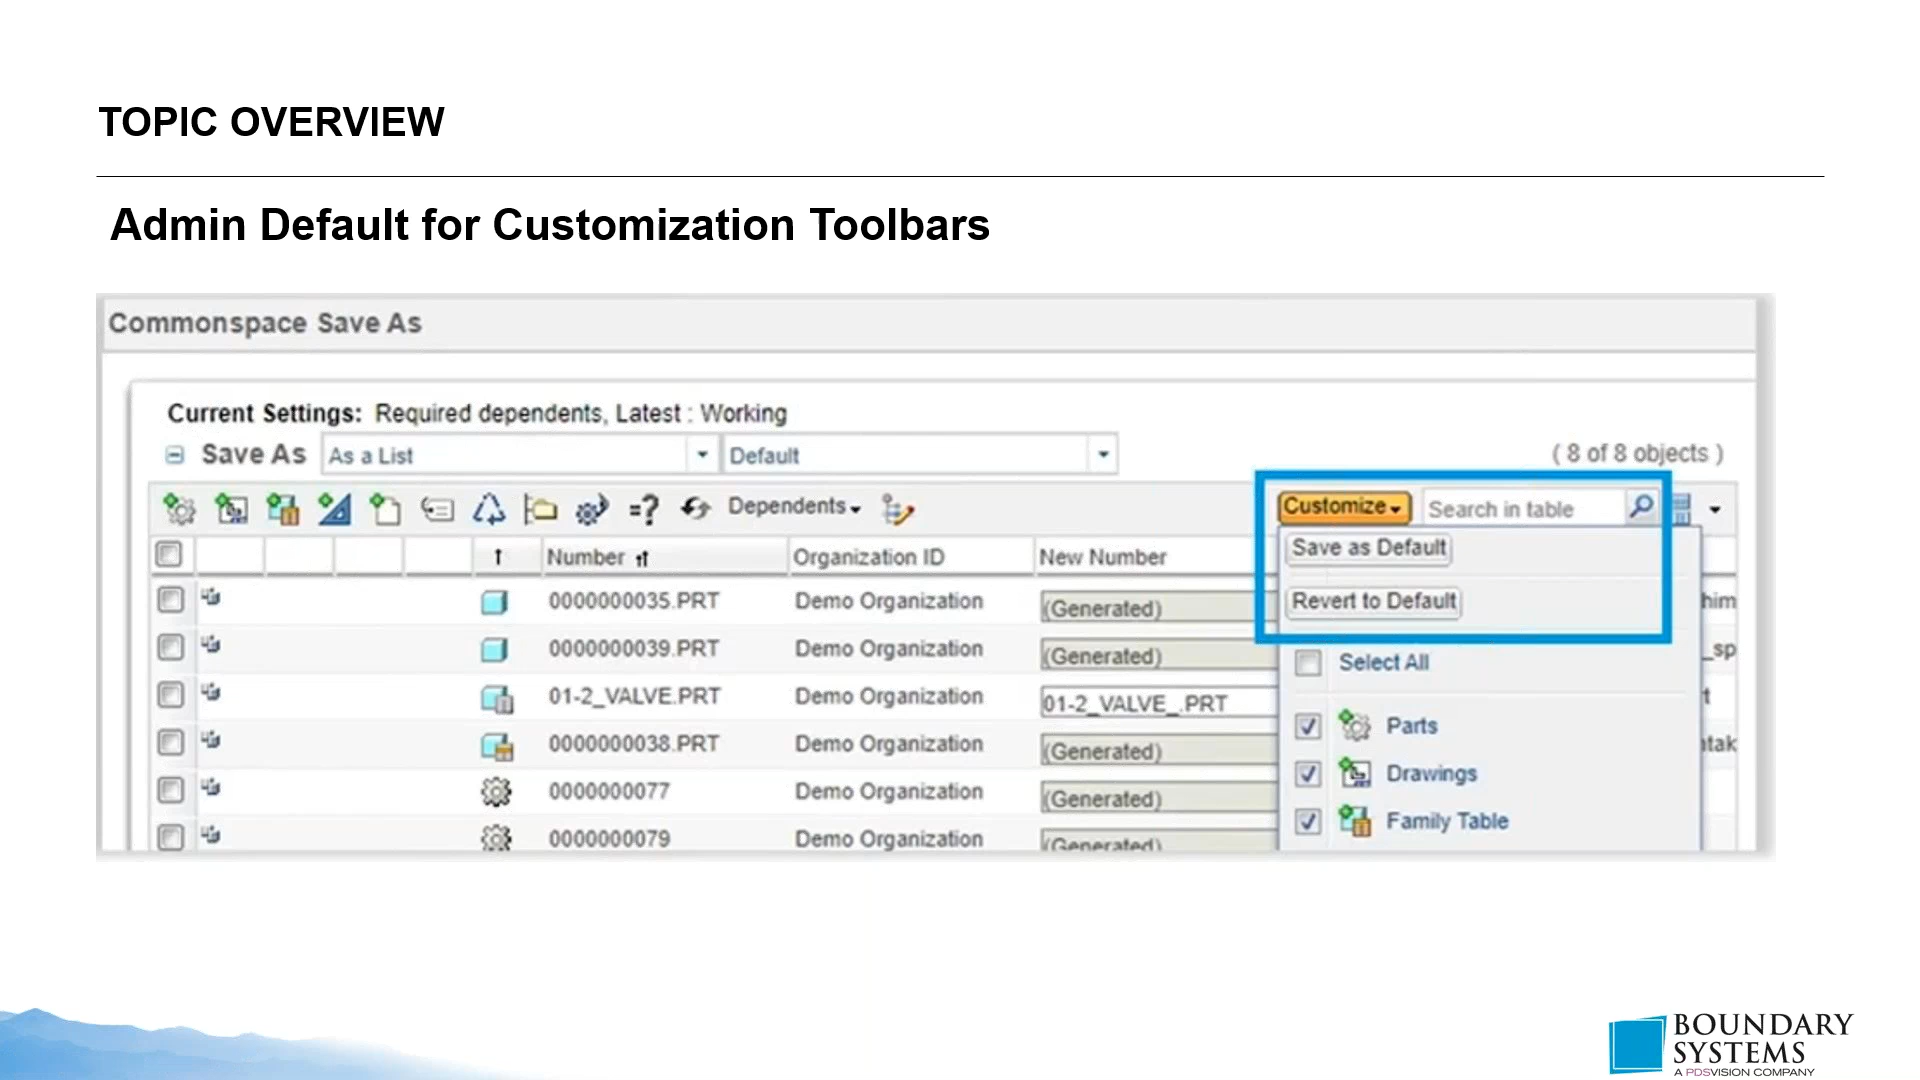 TOPIC OVERVIEW
Admin Default for Customization Toolbars
Commonspace Save As
Current Settings: Required dependents, Latest : Working
Save As As a List Default ( 8 of 8 objects )
=? Dependents Customize Search in table
Save as Default
Number Organization ID New Number
Revert to Default
0000000035.PRT Demo Organization (Generated) him
0000000039.PRT Demo Organization (Generated) _sp
Select All
01-2_VALVE.PRT Demo Organization 01-2_VALVE_.PRT t
Parts
0000000038.PRT Demo Organization (Generated) tak
Drawings
0000000077 Demo Organization (Generated)
Family Table
0000000079 Demo Organization (Generated)
BOUNDARY
SYSTEMS
A PDSVISION COMPANY